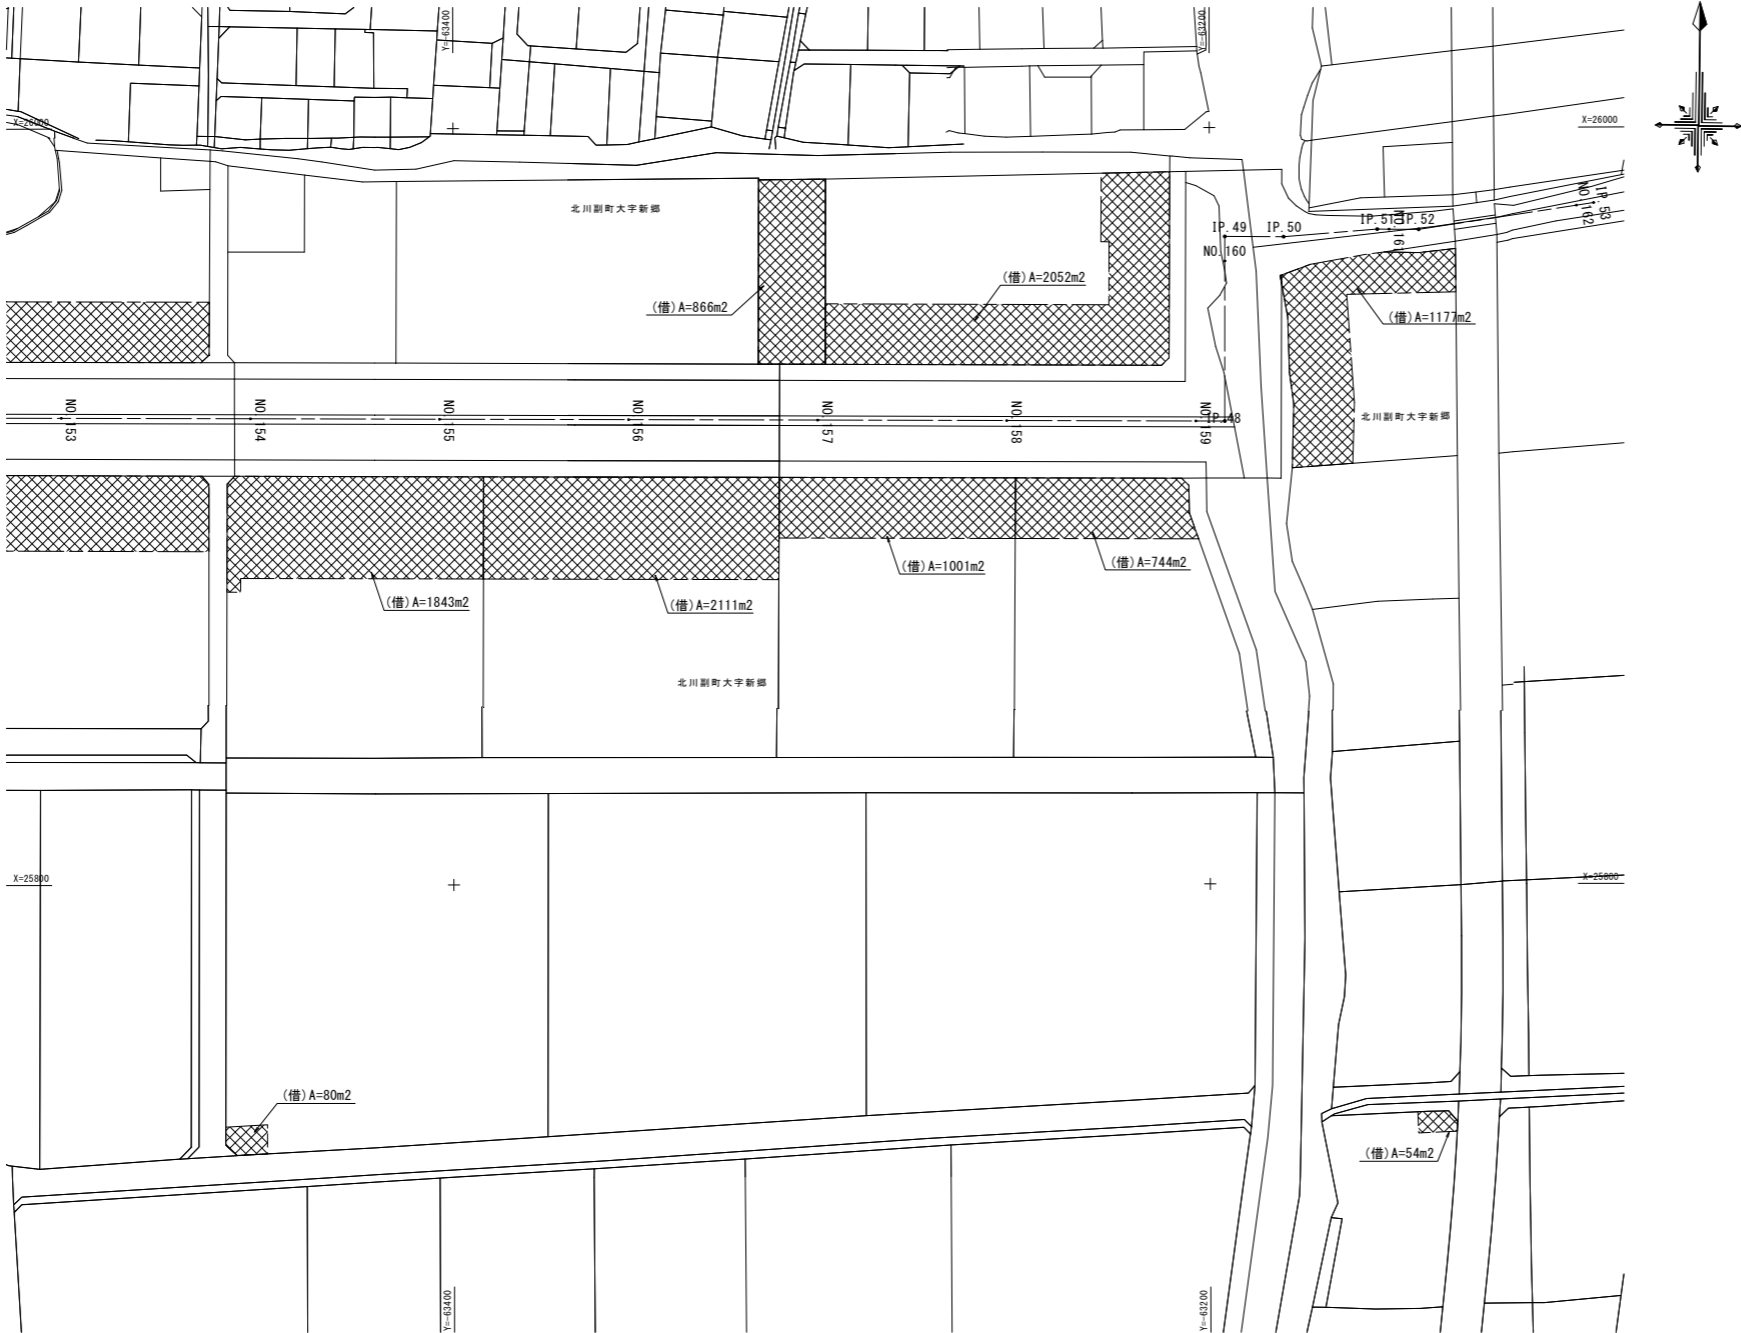 Y=-63400
Y=-63200
X=26000
X=26000
北川副町大字新郷
IP.49
IP.50
IP.51
IP.52
IP.53
NO.160
NO.161
NO.162
(借)A=2052m2
(借)A=866m2
(借)A=1177m2
北川副町大字新郷
NO.153
NO.154
NO.155
NO.156
NO.157
NO.158
NO.159
IP.48
(借)A=1843m2
(借)A=2111m2
(借)A=1001m2
(借)A=744m2
北川副町大字新郷
X=25800
X=25800
(借)A=80m2
(借)A=54m2
Y=-63400
Y=-63200